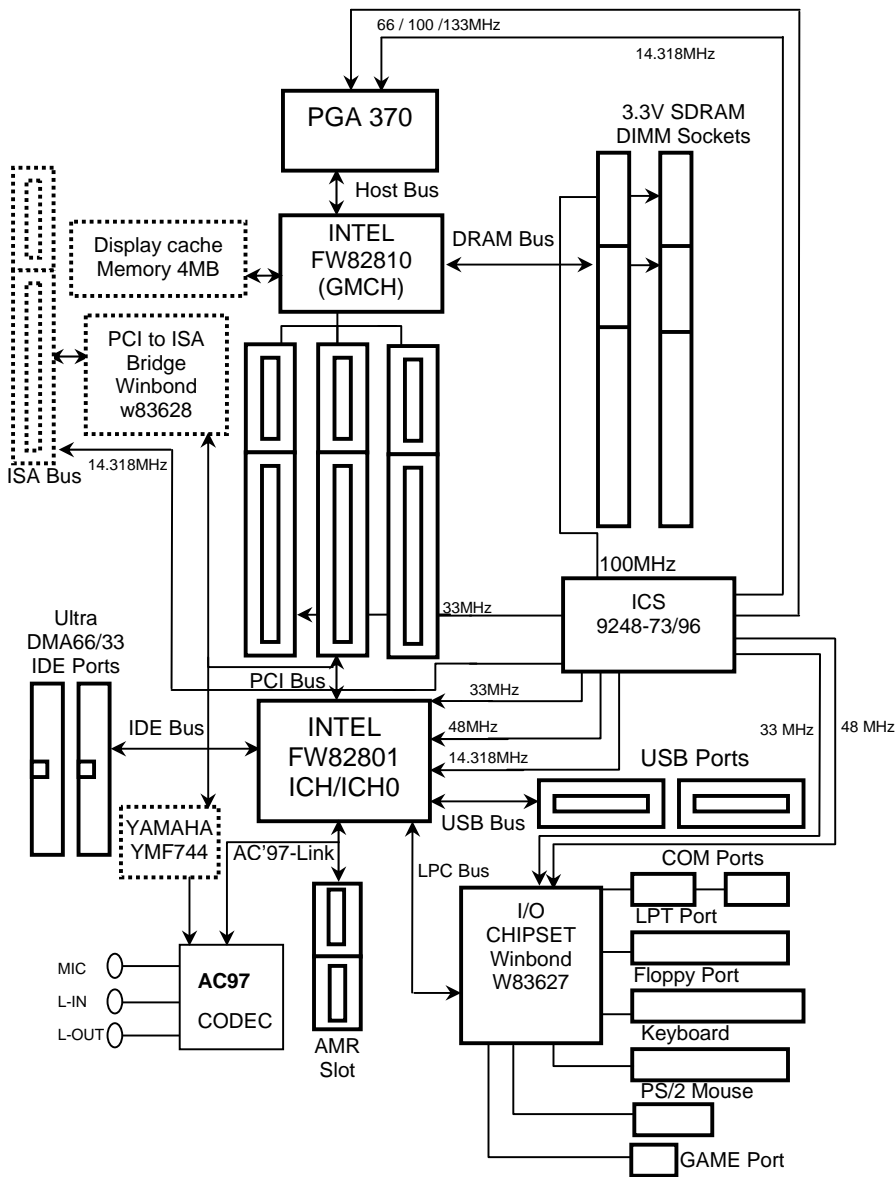 66 / 100 /133MHz
14.318MHz
PGA 370
3.3V SDRAM
DIMM Sockets
Host Bus
Display cache
Memory 4MB
INTEL
FW82810
(GMCH)
DRAM Bus
PCI to ISA
Bridge
Winbond
w83628
ISA Bus
14.318MHz
100MHz
ICS
9248-73/96
33MHz
Ultra
DMA66/33
IDE Ports
PCI Bus
33MHz
IDE Bus
INTEL
FW82801
ICH/ICH0
48MHz
14.318MHz
33 MHz
48 MHz
USB Ports
USB Bus
YAMAHA
YMF744
AC'97-Link
LPC Bus
COM Ports
LPT Port
I/O
CHIPSET
Winbond
W83627
Floppy Port
Keyboard
PS/2 Mouse
GAME Port
MIC
L-IN
L-OUT
AC97
CODEC
AMR
Slot